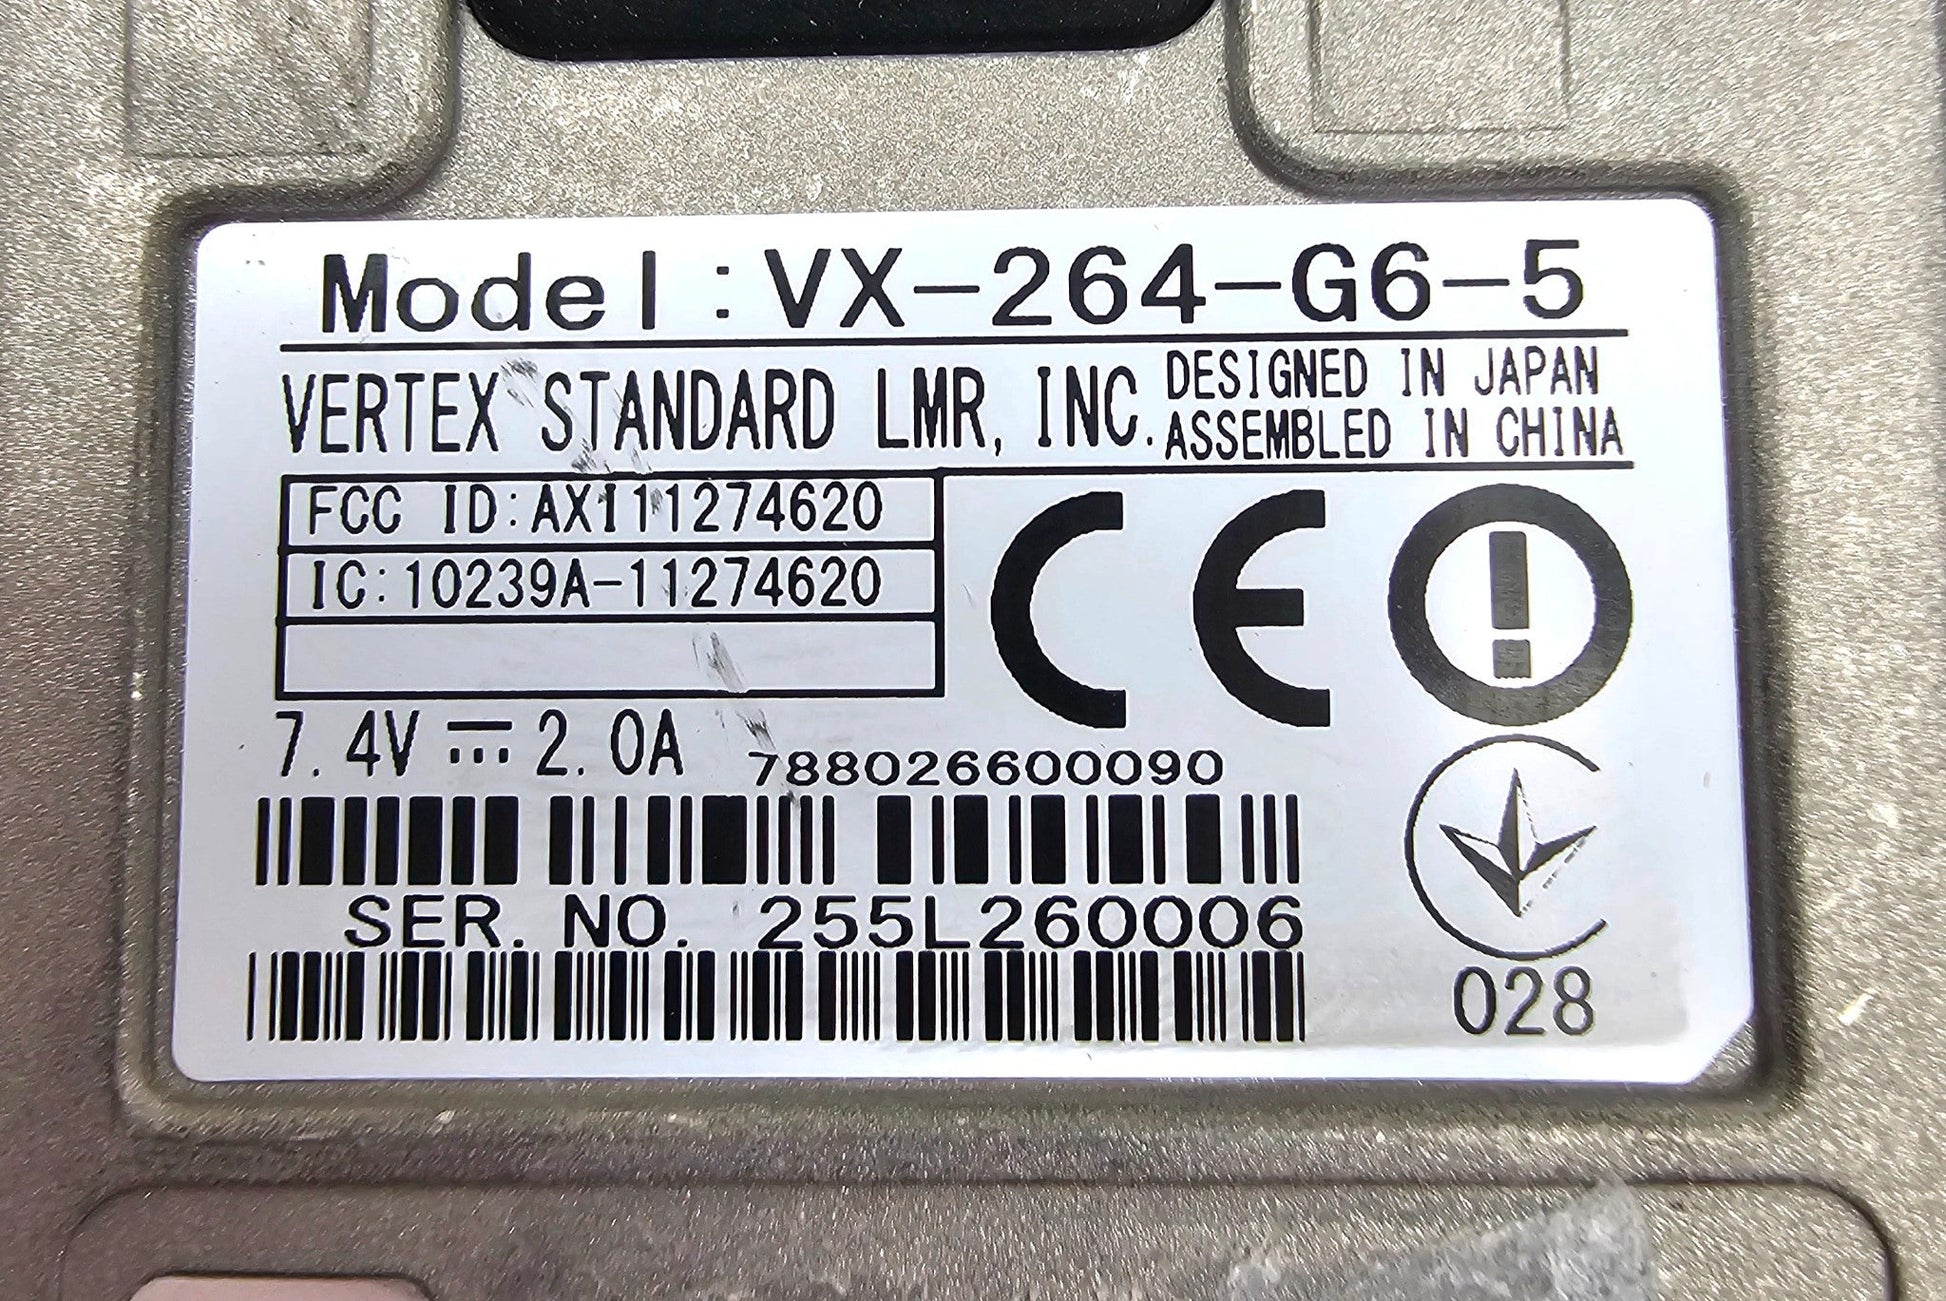 Model:VX-264-G6-5
VERTEX STANDARD LMR, INC.
DESIGNED IN JAPAN
ASSEMBLED IN CHINA
FCC ID:AXI11274620
IC:10239A-11274620
CE
7.4V ⎓ 2.0A
788026600090
SER. NO. 255L260006
028